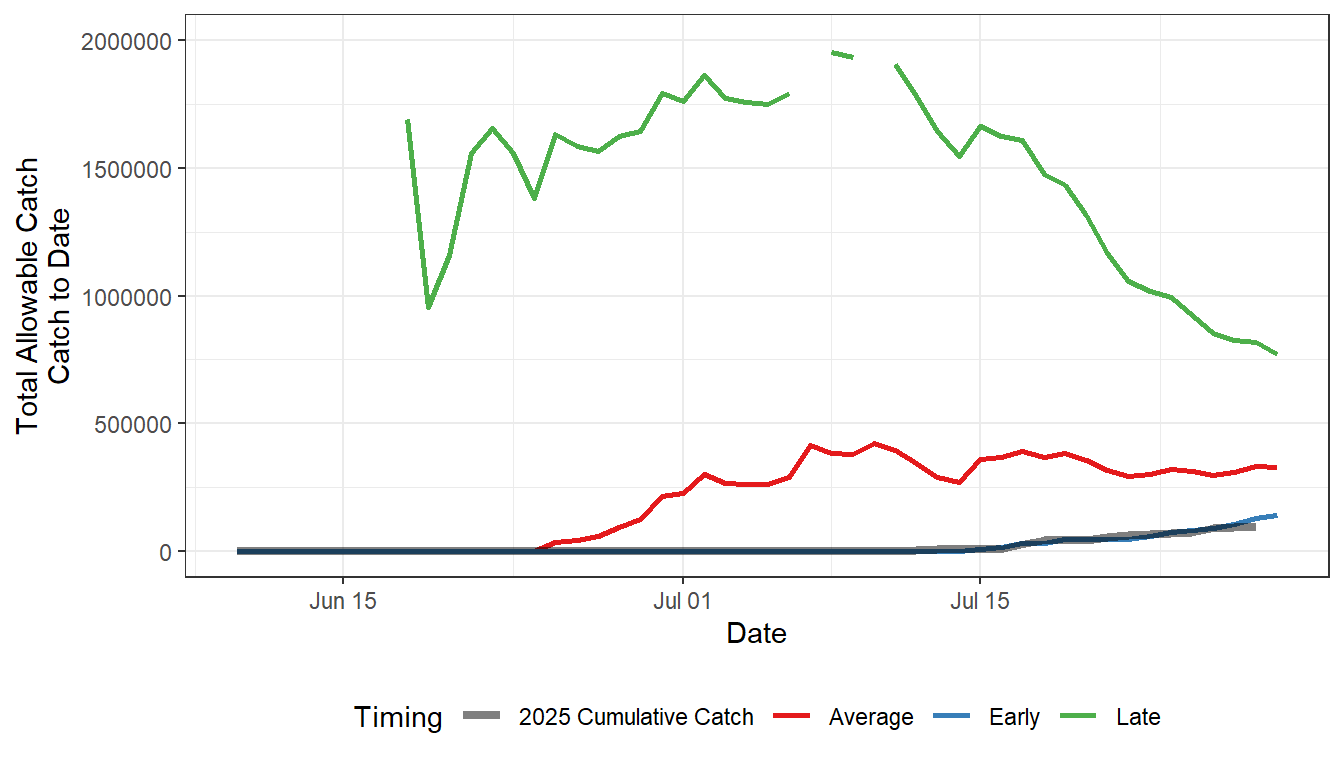 2000000
1500000
1000000
500000
0
Total Allowable Catch
Catch to Date
Jun 15 Jul 01 Jul 15
Date
Timing 2025 Cumulative Catch Average Early Late